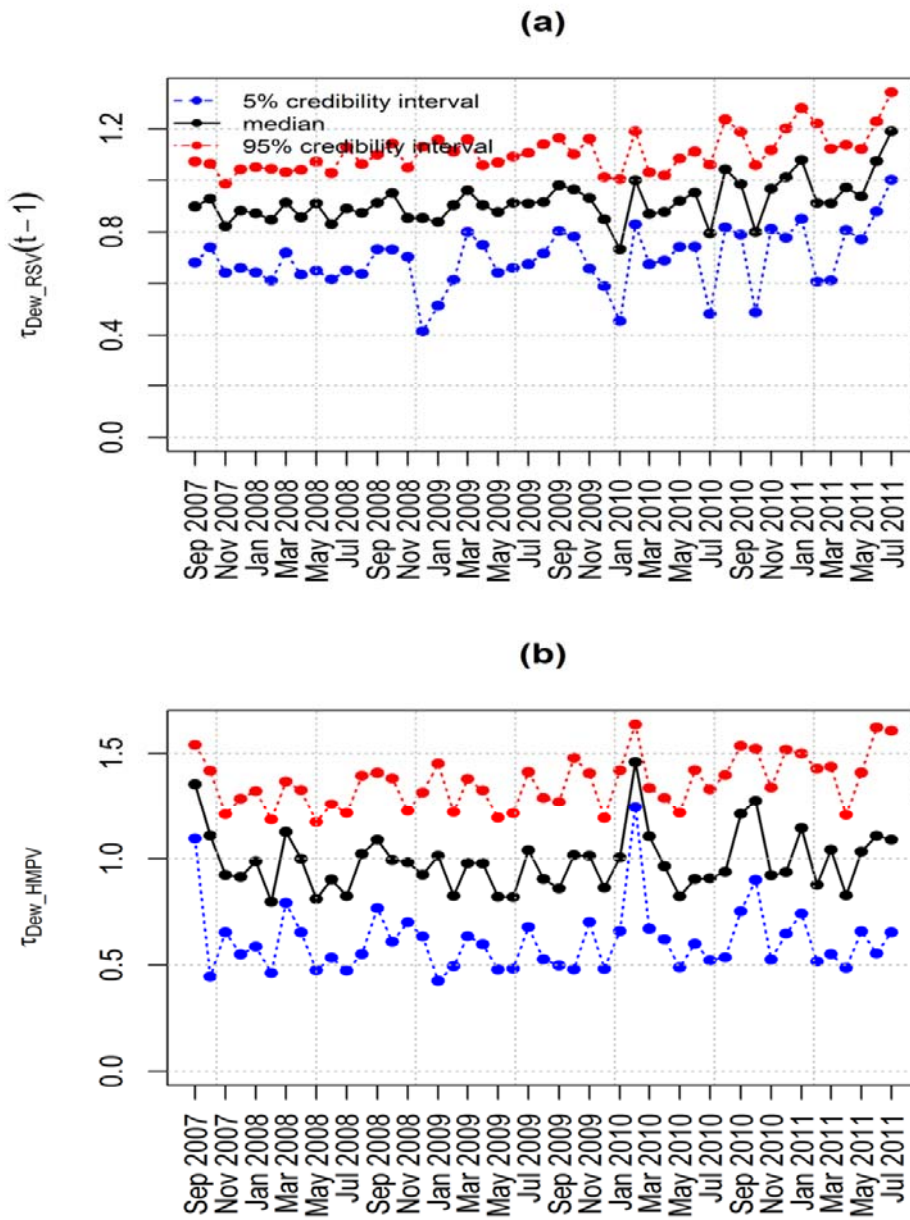 (a)
5% credibility interval
median
95% credibility interval
τDew_RSV(t − 1)
1.2
0.8
0.4
0.0
Sep 2007
Nov 2007
Jan 2008
Mar 2008
May 2008
Jul 2008
Sep 2008
Nov 2008
Jan 2009
Mar 2009
May 2009
Jul 2009
Sep 2009
Nov 2009
Jan 2010
Mar 2010
May 2010
Jul 2010
Sep 2010
Nov 2010
Jan 2011
Mar 2011
May 2011
Jul 2011
(b)
τDew_HMPV
1.5
1.0
0.5
0.0
Sep 2007
Nov 2007
Jan 2008
Mar 2008
May 2008
Jul 2008
Sep 2008
Nov 2008
Jan 2009
Mar 2009
May 2009
Jul 2009
Sep 2009
Nov 2009
Jan 2010
Mar 2010
May 2010
Jul 2010
Sep 2010
Nov 2010
Jan 2011
Mar 2011
May 2011
Jul 2011